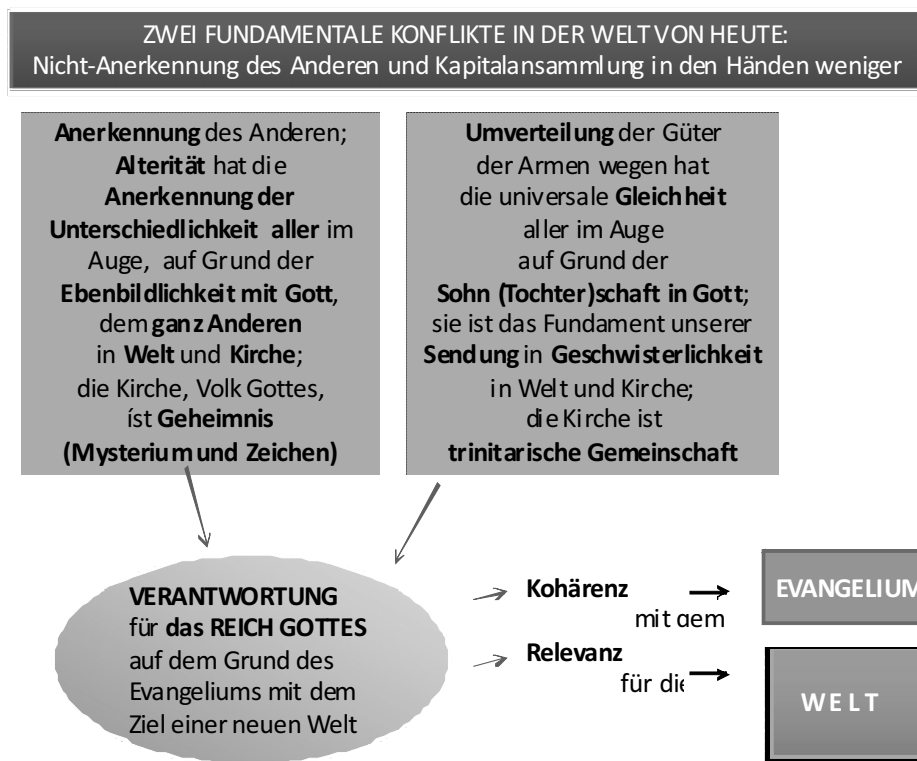 ZWEI FUNDAMENTALE KONFLIKTE IN DER WELT VON HEUTE:
Nicht-Anerkennung des Anderen und Kapitalansammlung in den Händen weniger
Anerkennung des Anderen;
Alterität hat die
Anerkennung der
Unterschiedlichkeit aller im
Auge, auf Grund der
Ebenbildlichkeit mit Gott,
dem ganz Anderen
in Welt und Kirche;
die Kirche, Volk Gottes,
íst Geheimnis
(Mysterium und Zeichen)
Umverteilung der Güter
der Armen wegen hat
die universale Gleichheit
aller im Auge
auf Grund der
Sohn (Tochter)schaft in Gott;
sie ist das Fundament unserer
Sendung in Geschwisterlichkeit
in Welt und Kirche;
die Kirche ist
trinitarische Gemeinschaft
VERANTWORTUNG
für das REICH GOTTES
auf dem Grund des
Evangeliums mit dem
Ziel einer neuen Welt
Kohärenz
mit dem
EVANGELIUM
Relevanz
für die
WELT